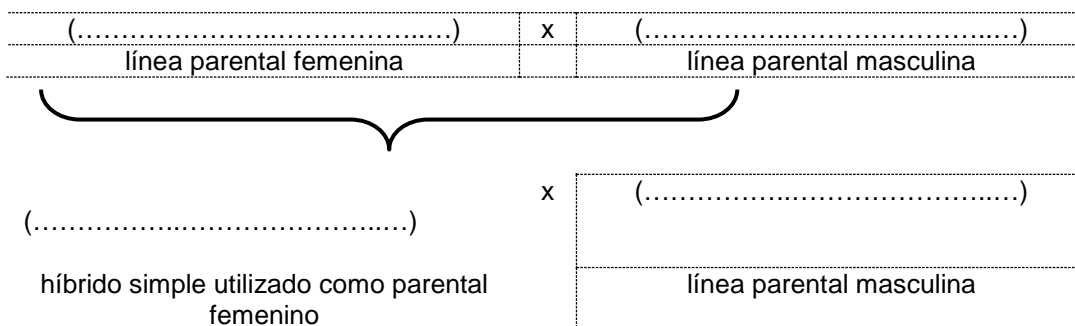 (…………………..……………..…) x (……………..…………………..…)
línea parental femenina línea parental masculina
x (……………..…………………..…)
(……………..…………………..…)
híbrido simple utilizado como parental línea parental masculina
femenino